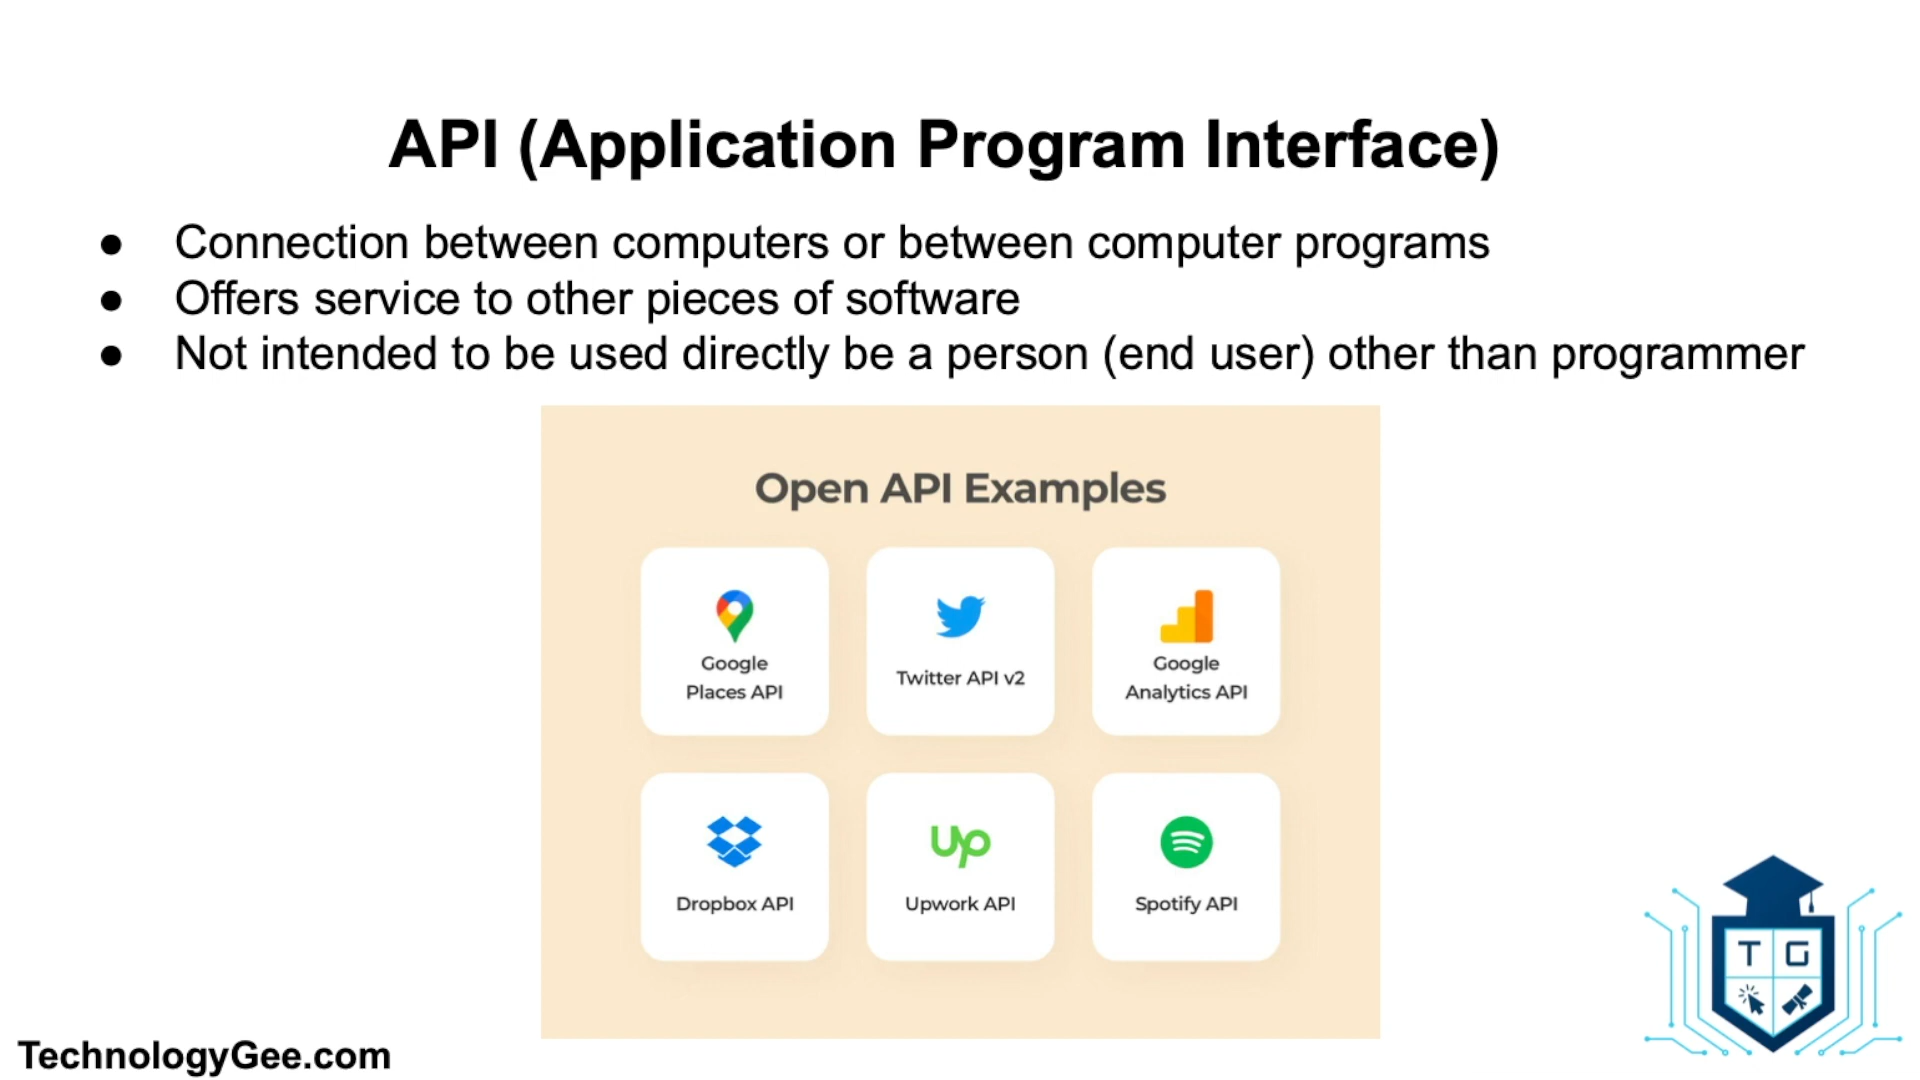 API (Application Program Interface)
● Connection between computers or between computer programs
● Offers service to other pieces of software
● Not intended to be used directly be a person (end user) other than programmer
Open API Examples
Google
Places API
Twitter API v2
Google
Analytics API
Dropbox API
Up
Upwork API
Spotify API
T G
TechnologyGee.com